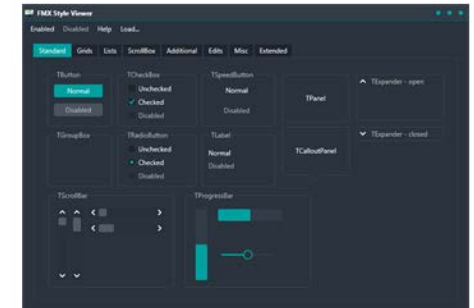 FMX Style Viewer
Enabled Disabled Help Load...
Standard Grids Lists ScrollBox Additional Edits Misc Extended
TButton
Normal
Disabled
TCheckBox
Unchecked
Checked
Disabled
TSpeedButton
Normal
Disabled
TPanel
TExpander - open
TGroupBox
TRadioButton
Unchecked
Checked
Disabled
TLabel
Normal
Disabled
TCalloutPanel
TExpander - closed
TScrollBar
TProgressBar